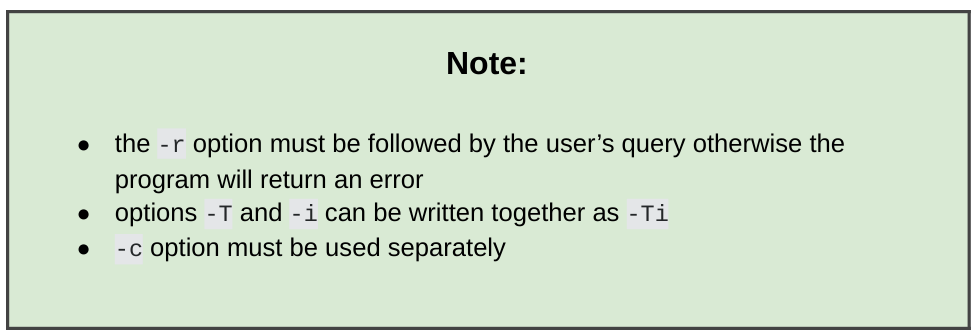 Note:
● the -r option must be followed by the user’s query otherwise the
program will return an error
● options -T and -i can be written together as -Ti
● -c option must be used separately